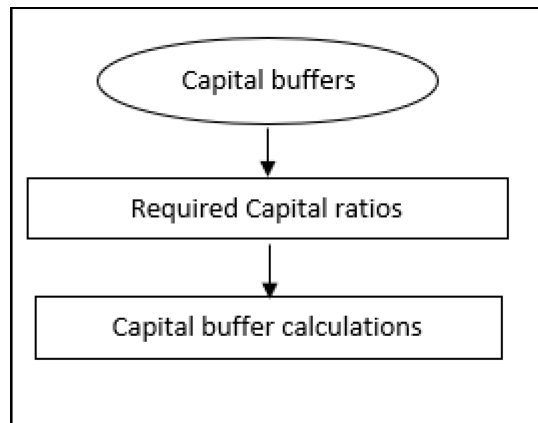 Capital buffers
Required Capital ratios
Capital buffer calculations